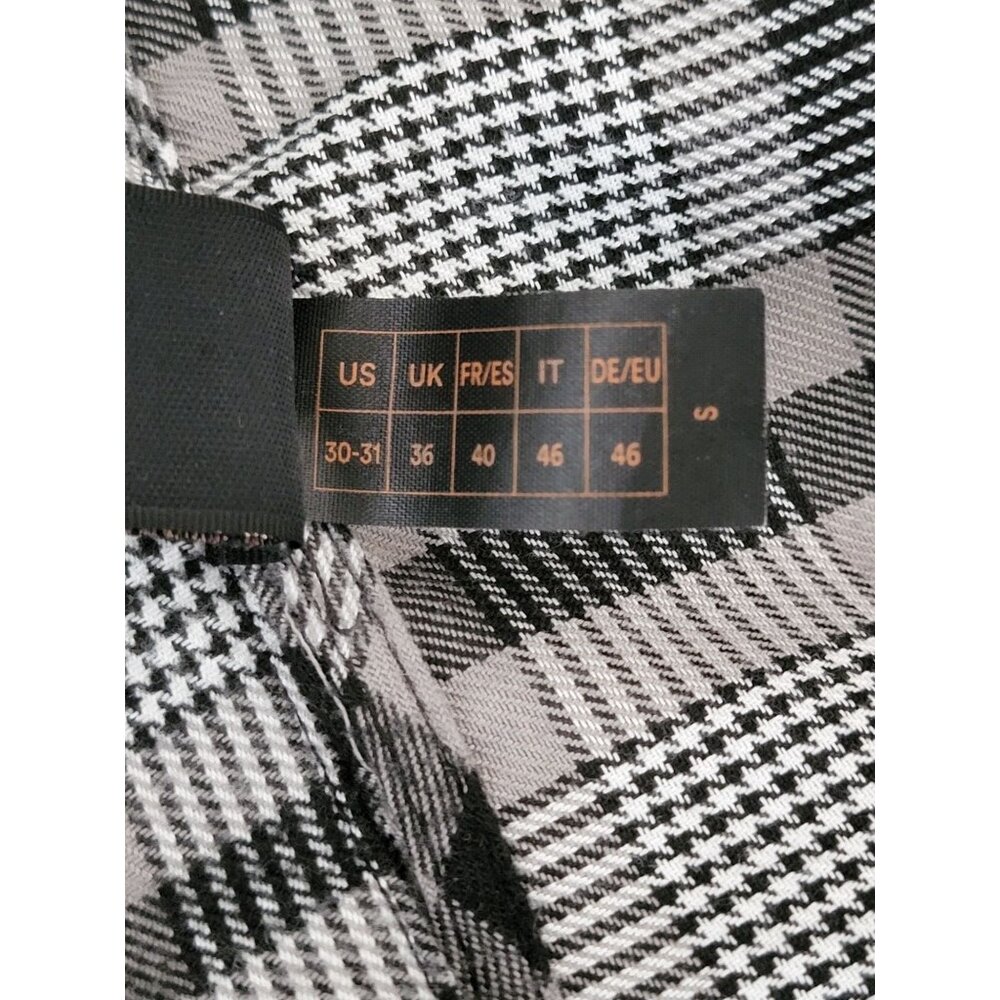 US UK FR/ES IT DE/EU
30-31 36 40 46 46
S